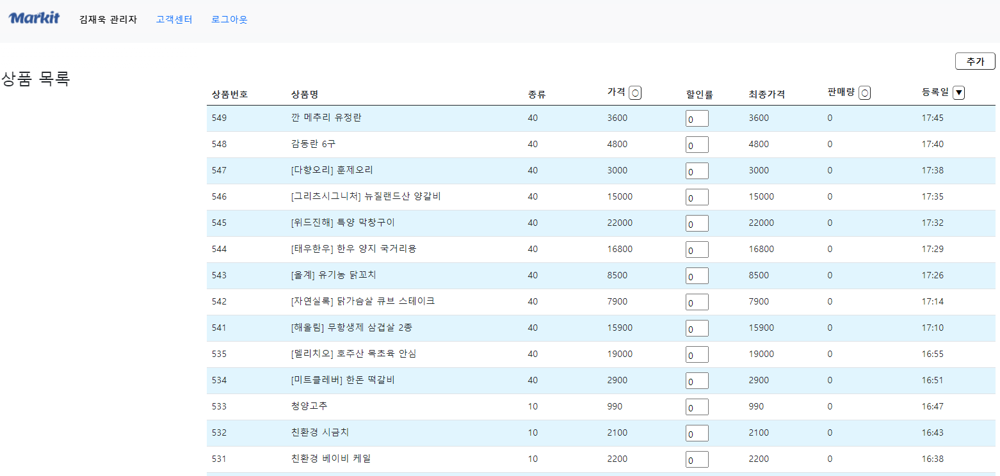 Markit 김재욱 관리자 고객센터 로그아웃
추가
상품 목록
상품번호 상품명 종류 가격 ○ 할인률 최종가격 판매량 ○ 등록일 ▼
549 깐 메추리 유정란 40 3600 0 3600 0 17:45
548 감동란 6구 40 4800 0 4800 0 17:40
547 [다향오리] 훈제오리 40 3000 0 3000 0 17:38
546 [그리츠시그니처] 뉴질랜드산 양갈비 40 15000 0 15000 0 17:35
545 [위드진해] 특양 막창구이 40 22000 0 22000 0 17:32
544 [태우한우] 한우 양지 국거리용 40 16800 0 16800 0 17:29
543 [올계] 유기농 닭꼬치 40 8500 0 8500 0 17:26
542 [자연실록] 닭가슴살 큐브 스테이크 40 7900 0 7900 0 17:14
541 [해올림] 무항생제 삼겹살 2종 40 15900 0 15900 0 17:10
535 [델리치오] 호주산 목초육 안심 40 19000 0 19000 0 16:55
534 [미트클레버] 한돈 떡갈비 40 2900 0 2900 0 16:51
533 청양고추 10 990 0 990 0 16:47
532 친환경 시금치 10 2100 0 2100 0 16:43
531 친환경 베이비 케일 10 2200 0 2200 0 16:38